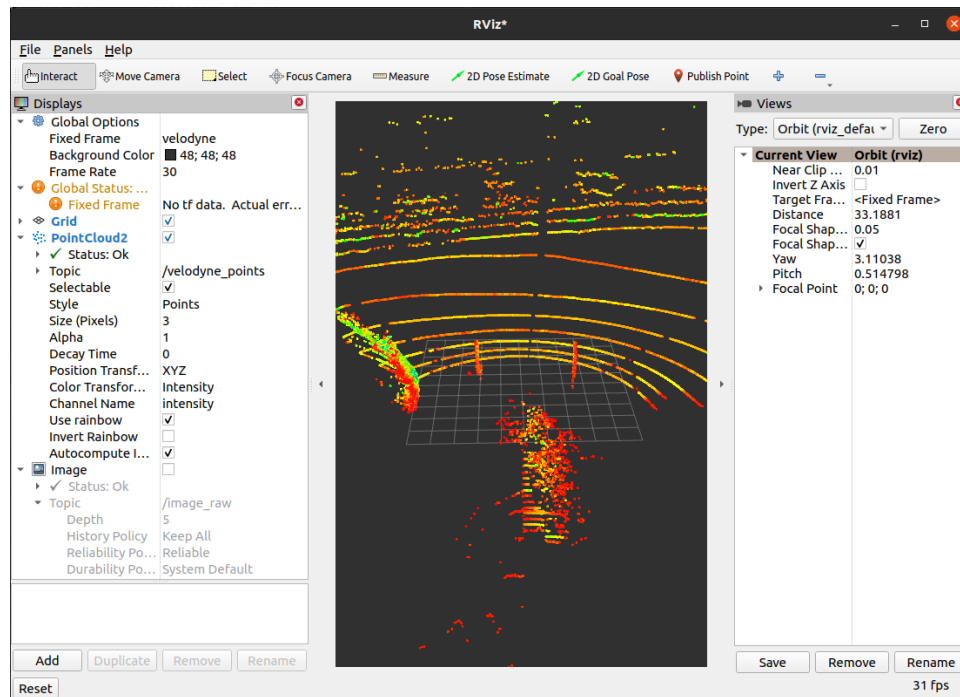 RViz*
File Panels Help
Interact Move Camera Select Focus Camera Measure 2D Pose Estimate 2D Goal Pose Publish Point
Displays
Global Options
Fixed Frame velodyne
Background Color 48; 48; 48
Frame Rate 30
Global Status: ...
Fixed Frame No tf data. Actual err...
Grid
PointCloud2
Status: Ok
Topic /velodyne_points
Selectable
Style Points
Size (Pixels) 3
Alpha 1
Decay Time 0
Position Transf... XYZ
Color Transfor... Intensity
Channel Name intensity
Use rainbow
Invert Rainbow
Autocompute I...
Image
Status: Ok
Topic /image_raw
Depth 5
History Policy Keep All
Reliability Po... Reliable
Durability Po... System Default
Add Duplicate Remove Rename
Reset
Views
Type: Orbit (rviz_defau Zero
Current View Orbit (rviz)
Near Clip ... 0.01
Invert Z Axis
Target Fra... <Fixed Frame>
Distance 33.1881
Focal Shap... 0.05
Focal Shap...
Yaw 3.11038
Pitch 0.514798
Focal Point 0; 0; 0
Save Remove Rename
31 fps